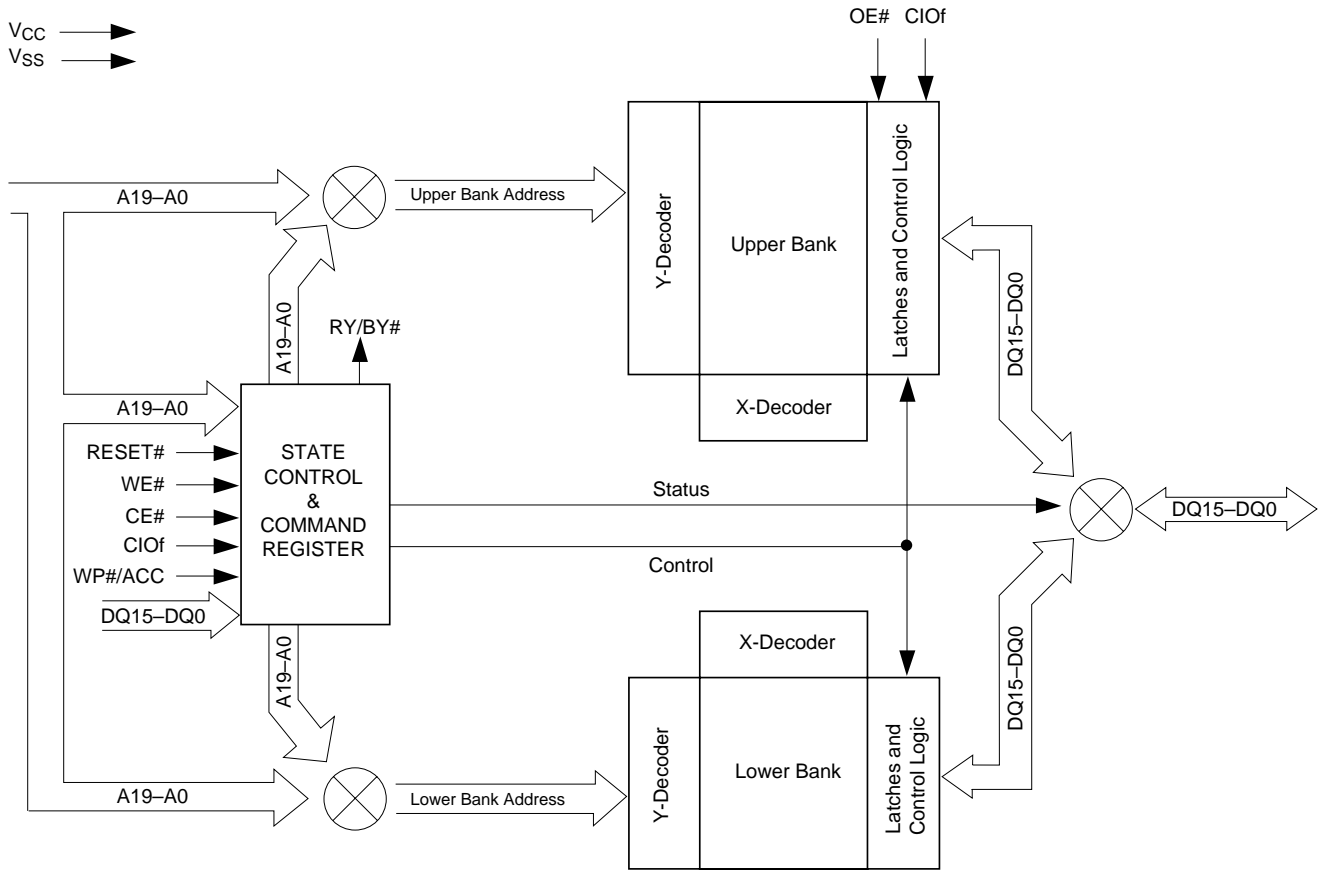 VCC
VSS
OE# CIOf
A19–A0
Upper Bank Address
Y-Decoder
Upper Bank
Latches and Control Logic
X-Decoder
A19–A0
RY/BY#
DQ15–DQ0
A19–A0
RESET#
WE#
CE#
CIOf
WP#/ACC
DQ15–DQ0
STATE
CONTROL
&
COMMAND
REGISTER
Status
Control
DQ15–DQ0
A19–A0
X-Decoder
DQ15–DQ0
A19–A0
Lower Bank Address
Y-Decoder
Lower Bank
Latches and
Control Logic